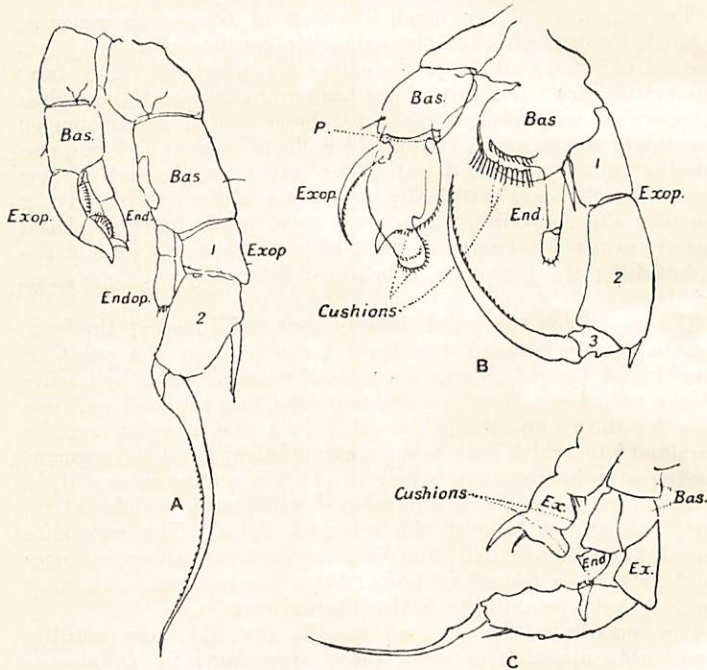 Bas.
Bas
Exop.
End.
1
Exop
Endop.
2
A
Bas.
P
Bas
1
Exop.
Exop.
End.
2
Cushions
3
B
Cushions
Ex.
Bas.
End
Ex.
C